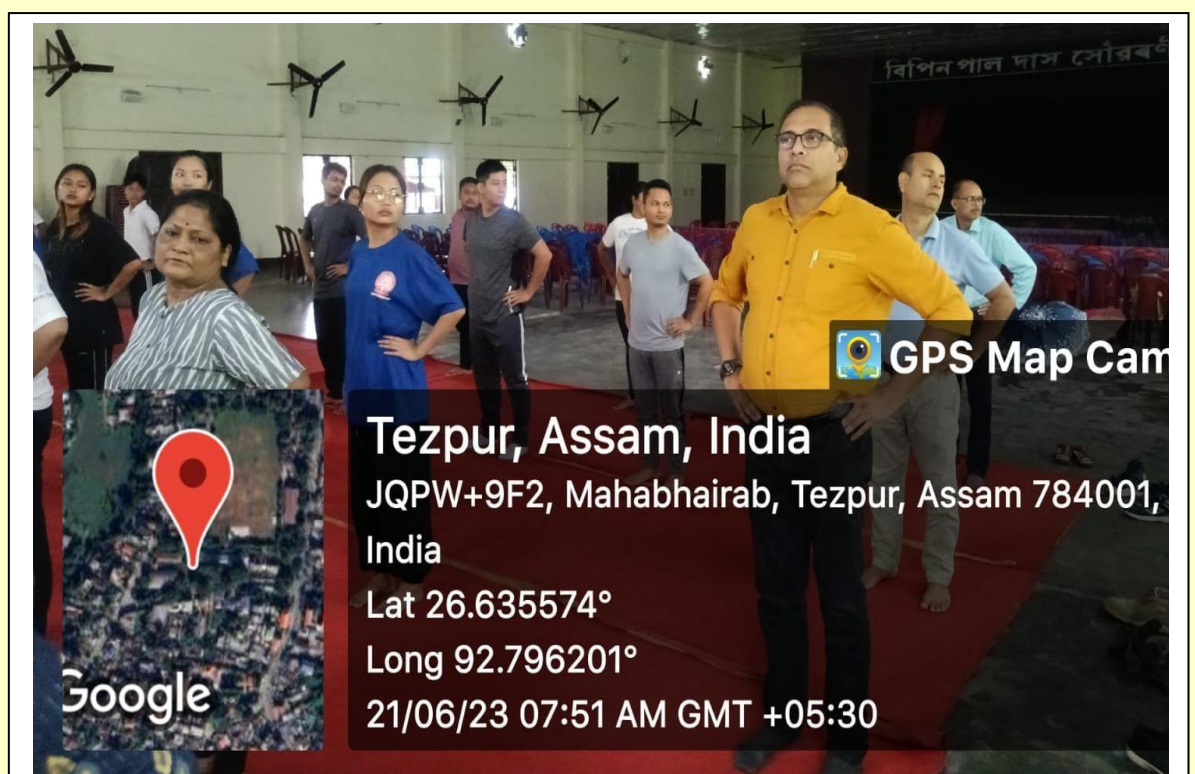 বিপিন পাল দাস সোঁৱৰণী
GPS Map Cam
Tezpur, Assam, India
JQPW+9F2, Mahabhairab, Tezpur, Assam 784001,
India
Lat 26.635574°
Long 92.796201°
21/06/23 07:51 AM GMT +05:30
Google